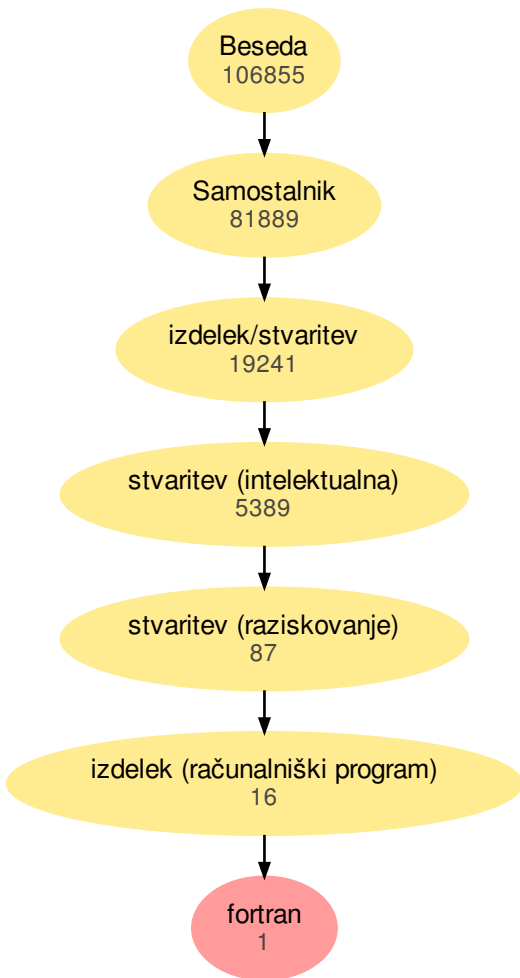 Beseda
106855
Samostalnik
81889
izdelek/stvaritev
19241
stvaritev (intelektualna)
5389
stvaritev (raziskovanje)
87
izdelek (računalniški program)
16
fortran
1